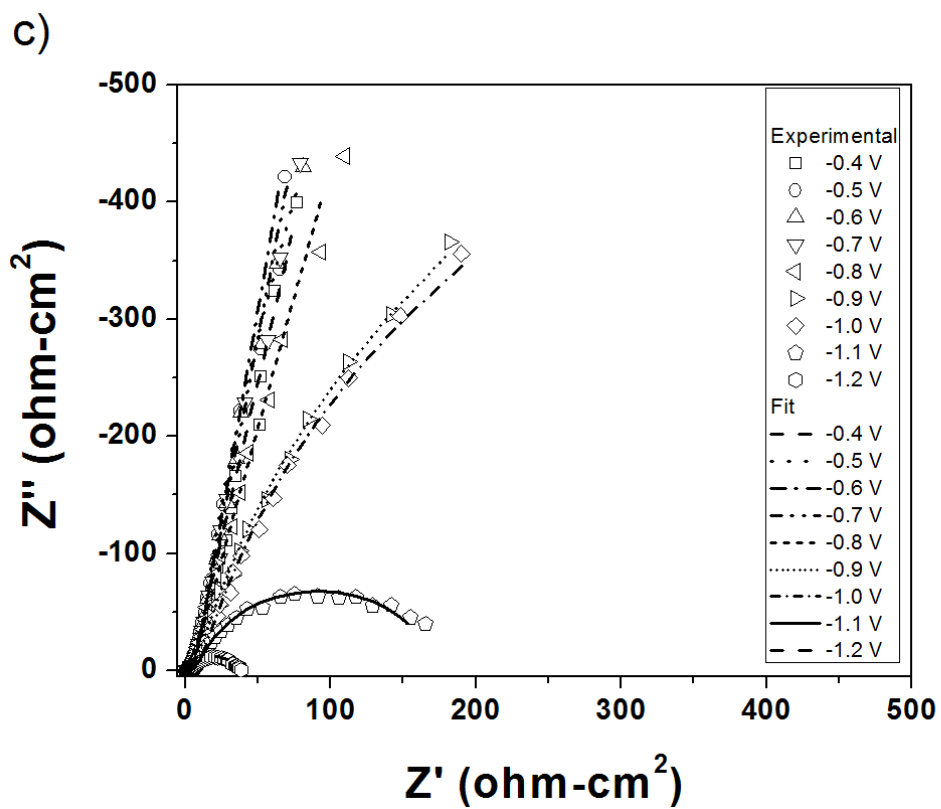 c)
-500
-400
-300
-200
-100
0
Z'' (ohm-cm²)
0 100 200 300 400 500
Z' (ohm-cm²)
Experimental
-0.4 V
-0.5 V
-0.6 V
-0.7 V
-0.8 V
-0.9 V
-1.0 V
-1.1 V
-1.2 V
Fit
-0.4 V
-0.5 V
-0.6 V
-0.7 V
-0.8 V
-0.9 V
-1.0 V
-1.1 V
-1.2 V